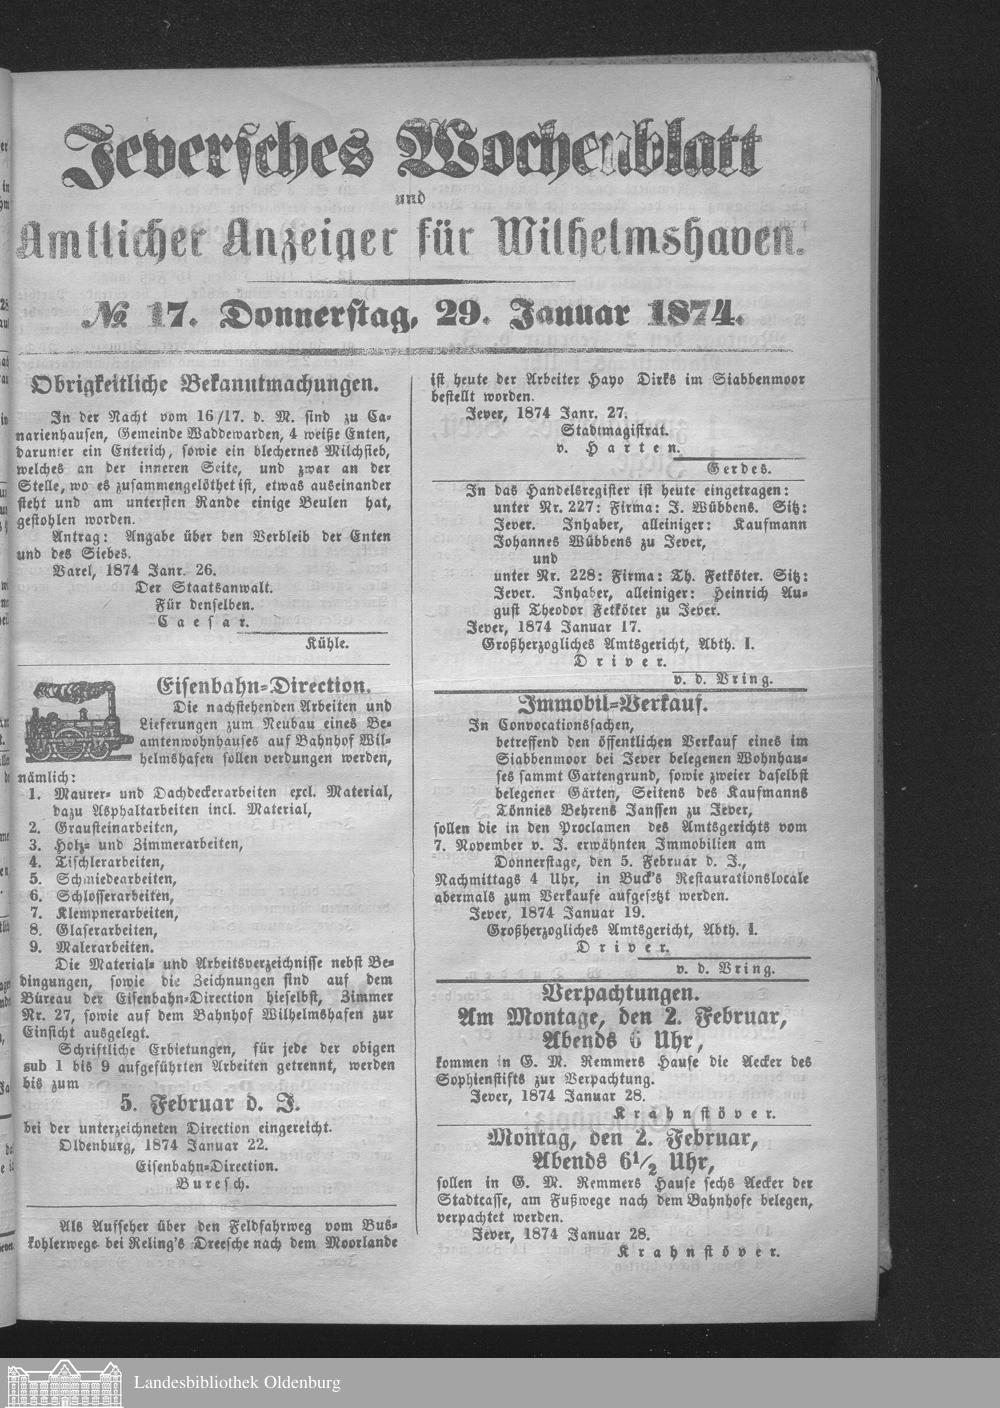 Jeversches Wochenblatt
und
Amtlicher Anzeiger für Wilhelmshaven.
№ 17. Donnerstag, 29. Januar 1874.
Obrigkeitliche Bekanntmachungen.
In der Nacht vom 16/17. d. M. sind zu Ca-
narienhausen, Gemeinde Waddewarden, 4 weiße Enten,
darunter ein Enterich, sowie ein blechernes Milchsieb,
welches an der inneren Seite, und zwar an der
Stelle, wo es zusammengelöthet ist, etwas auseinander
steht und am untersten Rande einige Beulen hat,
gestohlen worden.
Antrag: Angabe über den Verbleib der Enten
und des Siebes.
Varel, 1874 Janr. 26.
Der Staatsanwalt.
Für denselben.
Caesar.
Kühle.
Eisenbahn-Direction.
Die nachstehenden Arbeiten und
Lieferungen zum Neubau eines Be-
amtenwohnhauses auf Bahnhof Wil-
helmshafen sollen verdungen werden,
nämlich:
1. Maurer- und Dachdeckerarbeiten excl. Material,
dazu Asphaltarbeiten incl. Material,
2. Grausteinarbeiten,
3. Holz- und Zimmerarbeiten,
4. Tischlerarbeiten,
5. Schmiedearbeiten,
6. Schlosserarbeiten,
7. Klempnerarbeiten,
8. Glaserarbeiten,
9. Malerarbeiten.
Die Material- und Arbeitsverzeichnisse nebst Be-
dingungen, sowie die Zeichnungen sind auf dem
Büreau der Eisenbahn-Direction hieselbst, Zimmer
Nr. 27, sowie auf dem Bahnhof Wilhelmshafen zur
Einsicht ausgelegt.
Schriftliche Erbietungen, für jede der obigen
sub 1 bis 9 aufgeführten Arbeiten getrennt, werden
bis zum
5. Februar d. J.
bei der unterzeichneten Direction eingereicht.
Oldenburg, 1874 Januar 22.
Eisenbahn-Direction.
Buresch.
Als Aufseher über den Feldfahrweg vom Bus-
kohlerwege bei Reling's Dreesche nach dem Moorlande
ist heute der Arbeiter Hayo Dirks im Siabbenmoor
bestellt worden.
Jever, 1874 Janr. 27.
Stadtmagistrat.
v. Harten.
Gerdes.
In das Handelsregister ist heute eingetragen:
unter Nr. 227: Firma: J. Wübbens. Sitz:
Jever. Inhaber, alleiniger: Kaufmann
Johannes Wübbens zu Jever,
und
unter Nr. 228: Firma: Th. Fetköter. Sitz:
Jever. Inhaber, alleiniger: Heinrich Au-
gust Theodor Fetköter zu Jever.
Jever, 1874 Januar 17.
Großherzogliches Amtsgericht, Abth. I.
Driver.
v. d. Vring.
Immobil-Verkauf.
In Convocationssachen,
betreffend den öffentlichen Verkauf eines im
Siabbenmoor bei Jever belegenen Wohnhau-
ses sammt Gartengrund, sowie zweier daselbst
belegener Gärten, Seitens des Kaufmanns
Tönnies Behrens Janssen zu Jever,
sollen die in den Proclamen des Amtsgerichts vom
7. November v. J. erwähnten Immobilien am
Donnerstage, den 5. Februar d. J.,
Nachmittags 4 Uhr, in Buck's Restaurationslocale
abermals zum Verkaufe aufgesetzt werden.
Jever, 1874 Januar 19.
Großherzogliches Amtsgericht, Abth. I.
Driver.
v. d. Vring.
Verpachtungen.
Am Montage, den 2. Februar,
Abends 6 Uhr,
kommen in G. M. Remmers Hause die Aecker des
Sophienstifts zur Verpachtung.
Jever, 1874 Januar 28.
Krahnstöver.
Montag, den 2. Februar,
Abends 6½ Uhr,
sollen in G. M. Remmers Hause sechs Aecker der
Stadtcasse, am Fußwege nach dem Bahnhofe belegen,
verpachtet werden.
Jever, 1874 Januar 28.
Krahnstöver.
Landesbibliothek Oldenburg